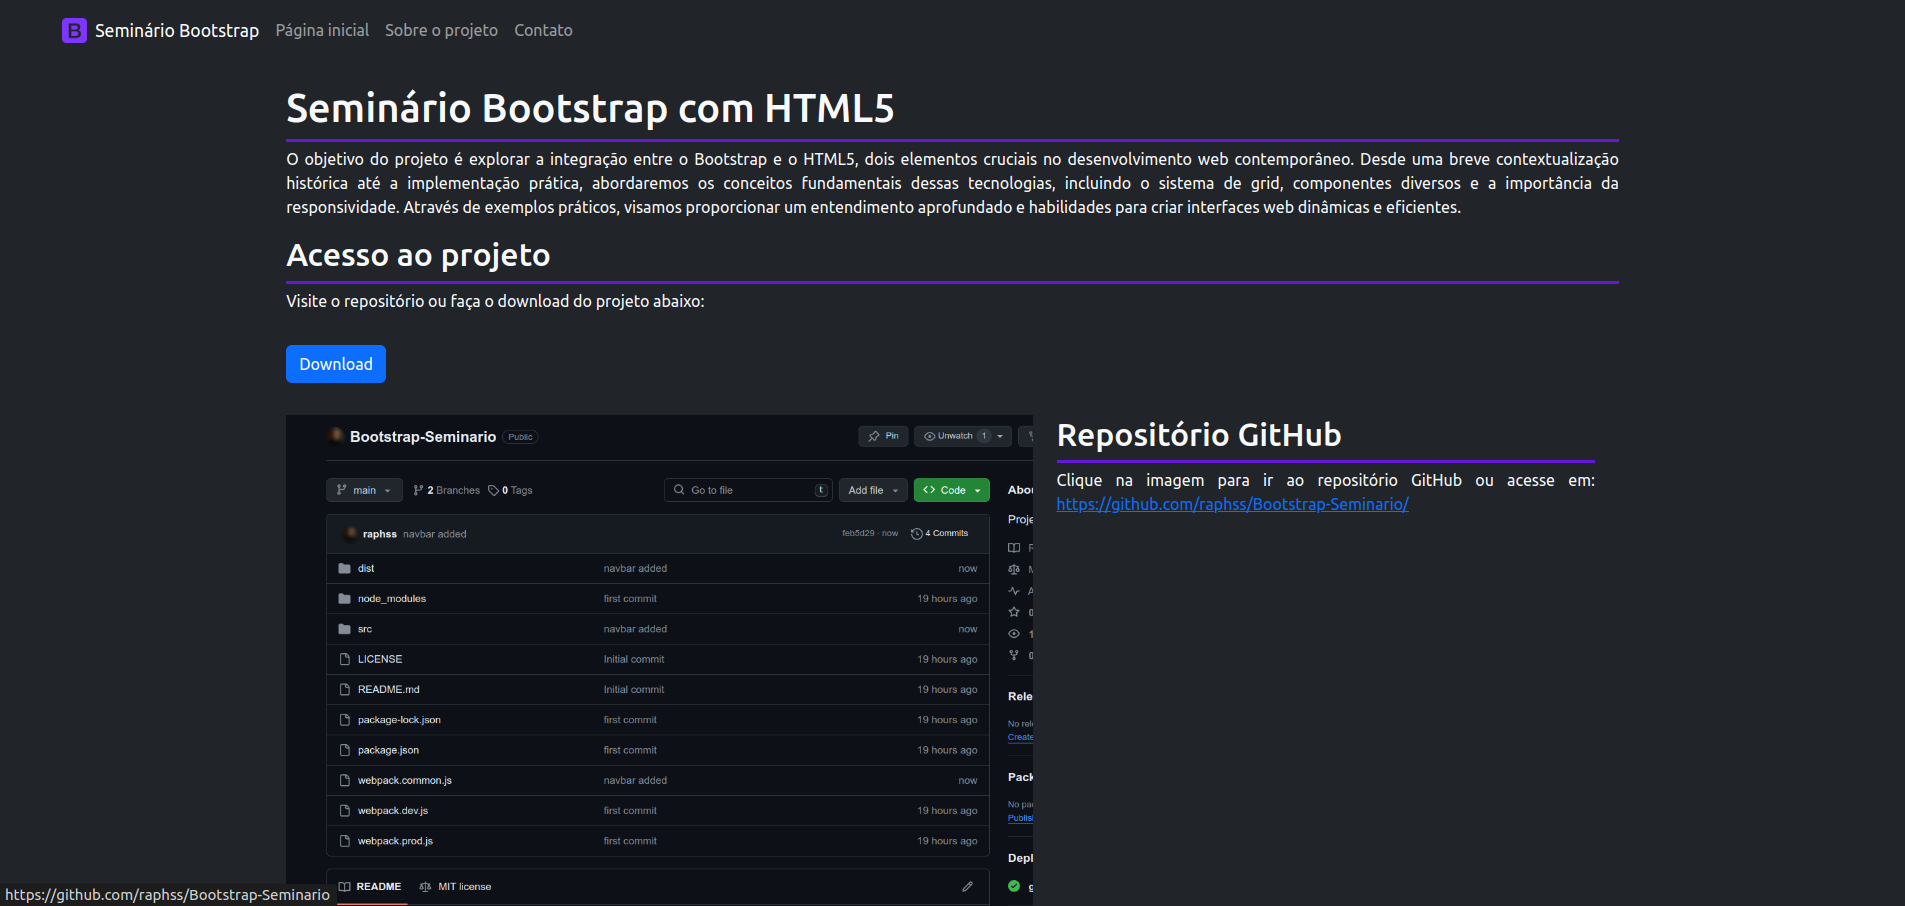 B Seminário Bootstrap Página inicial Sobre o projeto Contato
Seminário Bootstrap com HTML5
O objetivo do projeto é explorar a integração entre o Bootstrap e o HTML5, dois elementos cruciais no desenvolvimento web contemporâneo. Desde uma breve contextualização
histórica até a implementação prática, abordaremos os conceitos fundamentais dessas tecnologias, incluindo o sistema de grid, componentes diversos e a importância da
responsividade. Através de exemplos práticos, visamos proporcionar um entendimento aprofundado e habilidades para criar interfaces web dinâmicas e eficientes.
Acesso ao projeto
Visite o repositório ou faça o download do projeto abaixo:
Download
Bootstrap-Seminario Public Pin Unwatch 1
main 2 Branches 0 Tags Go to file t Add file <> Code Abou
raphss navbar added feb5d29 · now 4 Commits Proje
dist navbar added now
node_modules first commit 19 hours ago
src navbar added now
LICENSE Initial commit 19 hours ago
README.md Initial commit 19 hours ago
package-lock.json first commit 19 hours ago
Rele
No rele
Create
package.json first commit 19 hours ago
webpack.common.js navbar added now
Pack
No pac
Publis
webpack.dev.js first commit 19 hours ago
webpack.prod.js first commit 19 hours ago
Depl
README MIT license
Repositório GitHub
Clique na imagem para ir ao repositório GitHub ou acesse em:
https://github.com/raphss/Bootstrap-Seminario/
https://github.com/raphss/Bootstrap-Seminario